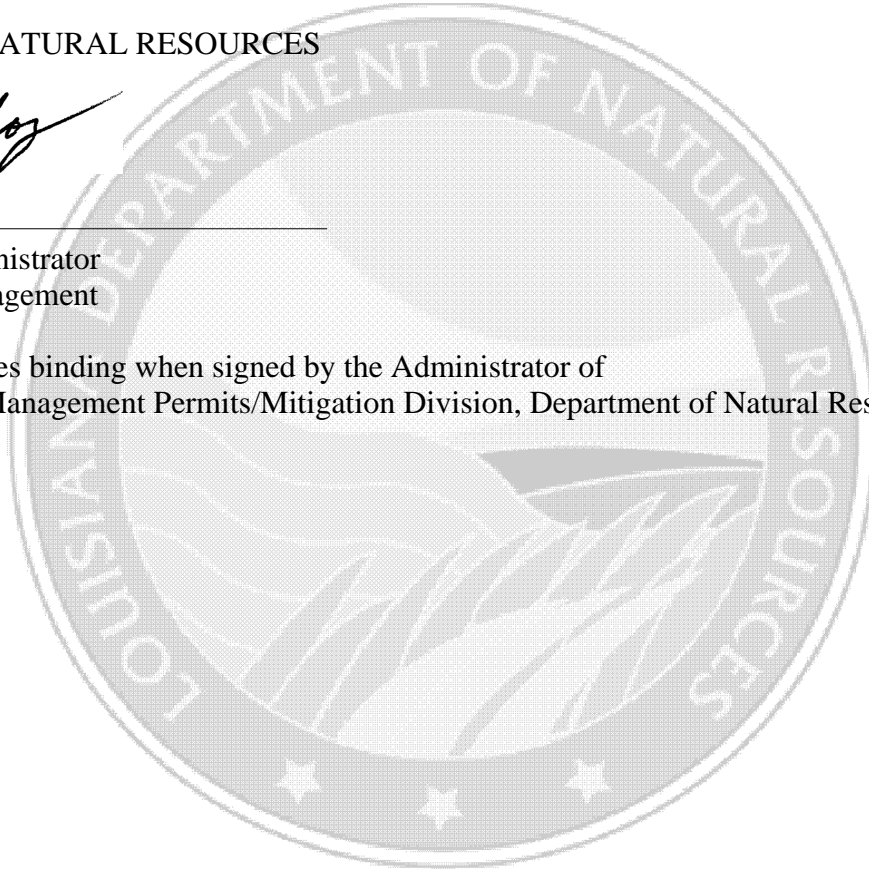 ATURAL RESOURCES
nistrator
agement
es binding when signed by the Administrator of
Management Permits/Mitigation Division, Department of Natural Res
LOUISIANA DEPARTMENT OF NATURAL RESOURCES